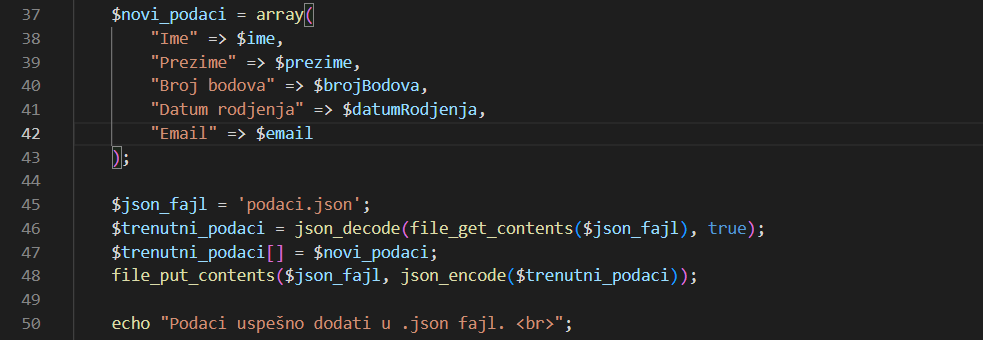 37 $novi_podaci = array(
38 "Ime" => $ime,
39 "Prezime" => $prezime,
40 "Broj bodova" => $brojBodova,
41 "Datum rodjenja" => $datumRodjenja,
42 "Email" => $email
43 );
44
45 $json_fajl = 'podaci.json';
46 $trenutni_podaci = json_decode(file_get_contents($json_fajl), true);
47 $trenutni_podaci[] = $novi_podaci;
48 file_put_contents($json_fajl, json_encode($trenutni_podaci));
49
50 echo "Podaci uspešno dodati u .json fajl. <br>";